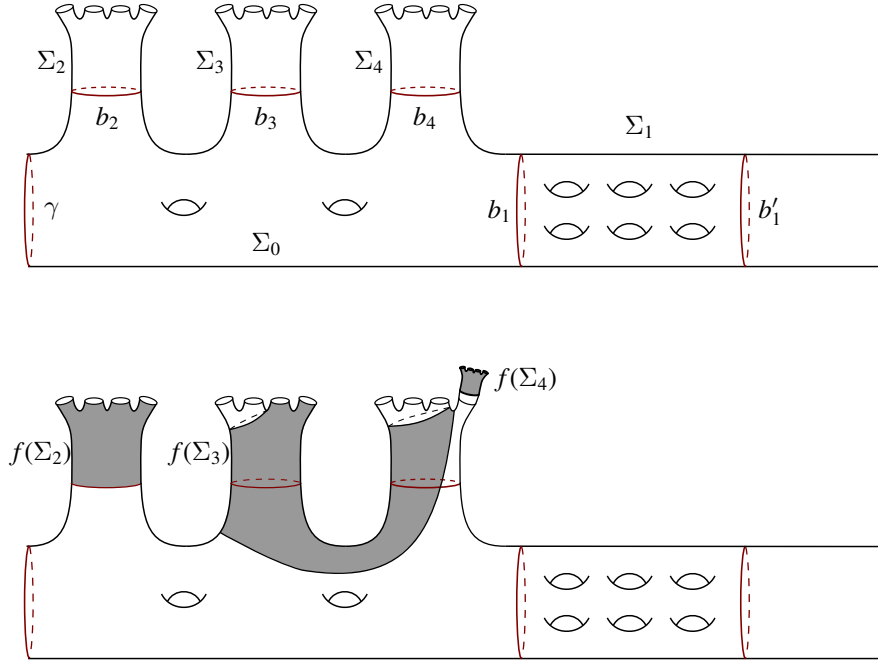 Σ₂ Σ₃ Σ₄
b₂ b₃ b₄ Σ₁
γ b₁ b′₁
Σ₀
f(Σ₄)
f(Σ₂) f(Σ₃)